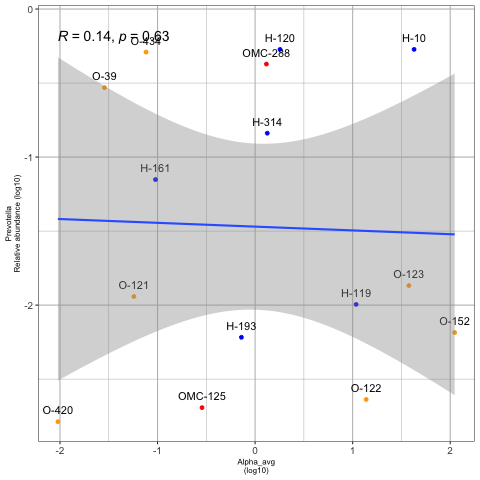 R = 0.14, p = 0.63
O-434
H-120
H-10
OMC-288
O-39
H-314
H-161
O-121
O-123
H-119
O-152
H-193
O-122
OMC-125
O-420
0
-1
-2
Prevotella
Relative abundance (log10)
-2 -1 0 1 2
Alpha_avg
(log10)